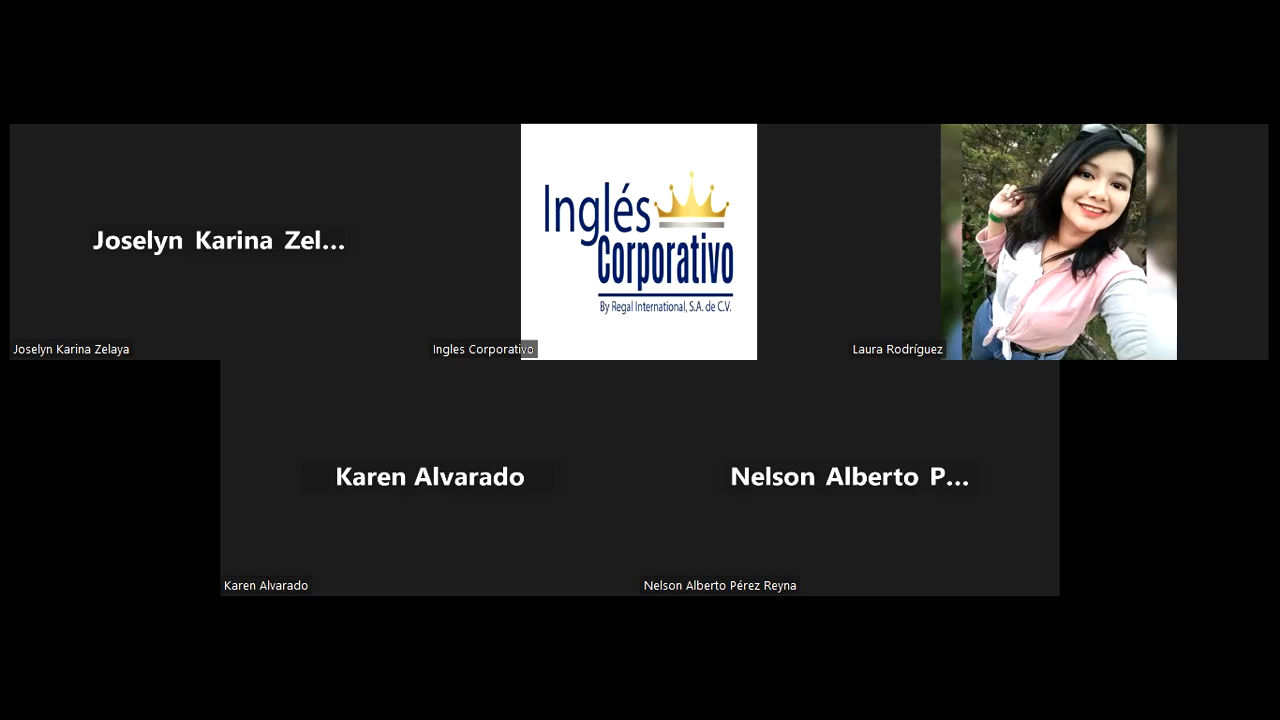 Joselyn Karina Zel...
Joselyn Karina Zelaya
Inglés
Corporativo
By Regal International, S.A. de C.V.
Ingles Corporativo
Laura Rodríguez
Karen Alvarado
Karen Alvarado
Nelson Alberto P...
Nelson Alberto Pérez Reyna